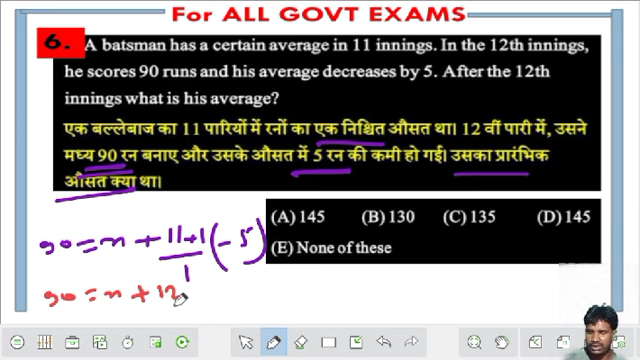 For ALL GOVT EXAMS
6. A batsman has a certain average in 11 innings. In the 12th innings,
he scores 90 runs and his average decreases by 5. After the 12th
innings what is his average?
एक बल्लेबाज का 11 पारियों में रनों का एक निश्चित औसत था। 12 वीं पारी में, उसने
मध्य 90 रन बनाए और उसके औसत में 5 रन की कमी हो गई। उसका प्रारंभिक
औसत क्या था।
(A) 145 (B) 130 (C) 135 (D) 145
(E) None of these
90 = n + 11+1/1 (-5)
90 = n + 12